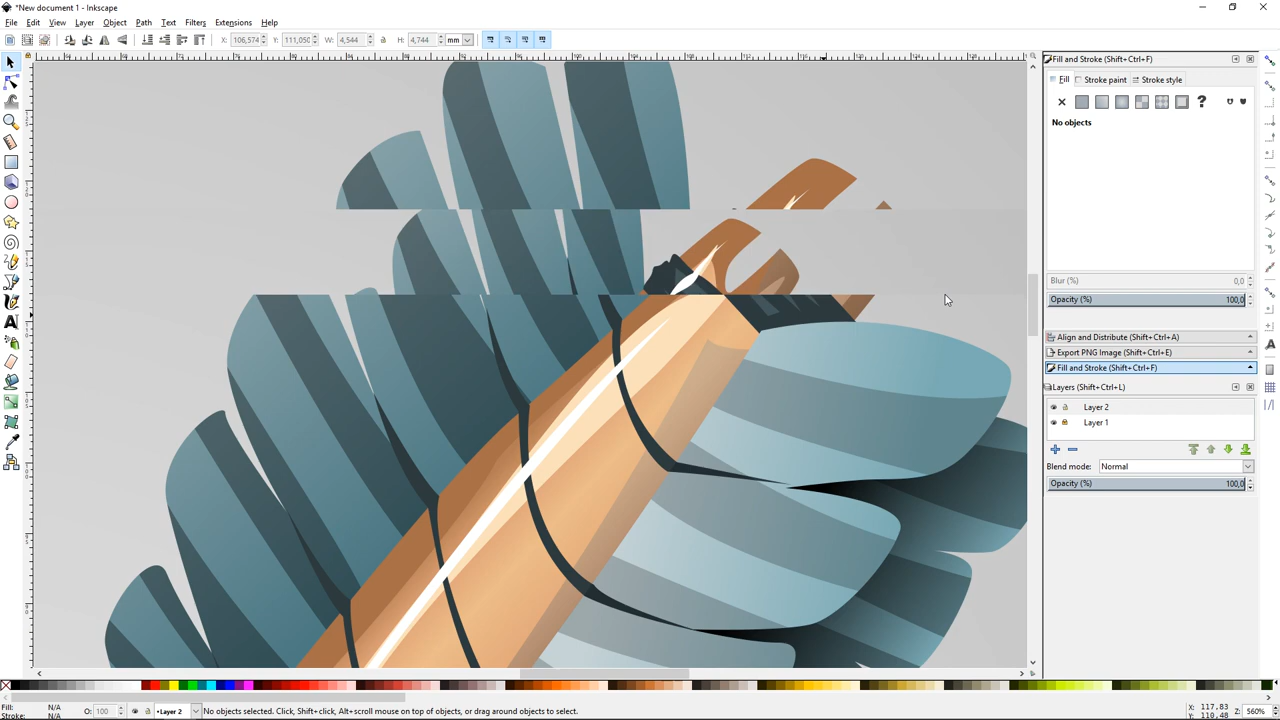 *New document 1 - Inkscape
File Edit View Layer Object Path Text Filters Extensions Help
X: 106,574 Y: 111,050 W: 4,544 H: 4,744 mm
Fill and Stroke (Shift+Ctrl+F)
Fill Stroke paint Stroke style
?
No objects
Blur (%) 0,0
Opacity (%) 100,0
Align and Distribute (Shift+Ctrl+A)
Export PNG Image (Shift+Ctrl+E)
Fill and Stroke (Shift+Ctrl+F)
Layers (Shift+Ctrl+L)
Layer 2
Layer 1
Blend mode: Normal
Opacity (%) 100,0
Fill: N/A
Stroke: N/A
O: 100
•Layer 2
No objects selected. Click, Shift+click, Alt+scroll mouse on top of objects, or drag around objects to select.
X: 117,83
Y: 110,48
Z: 560%